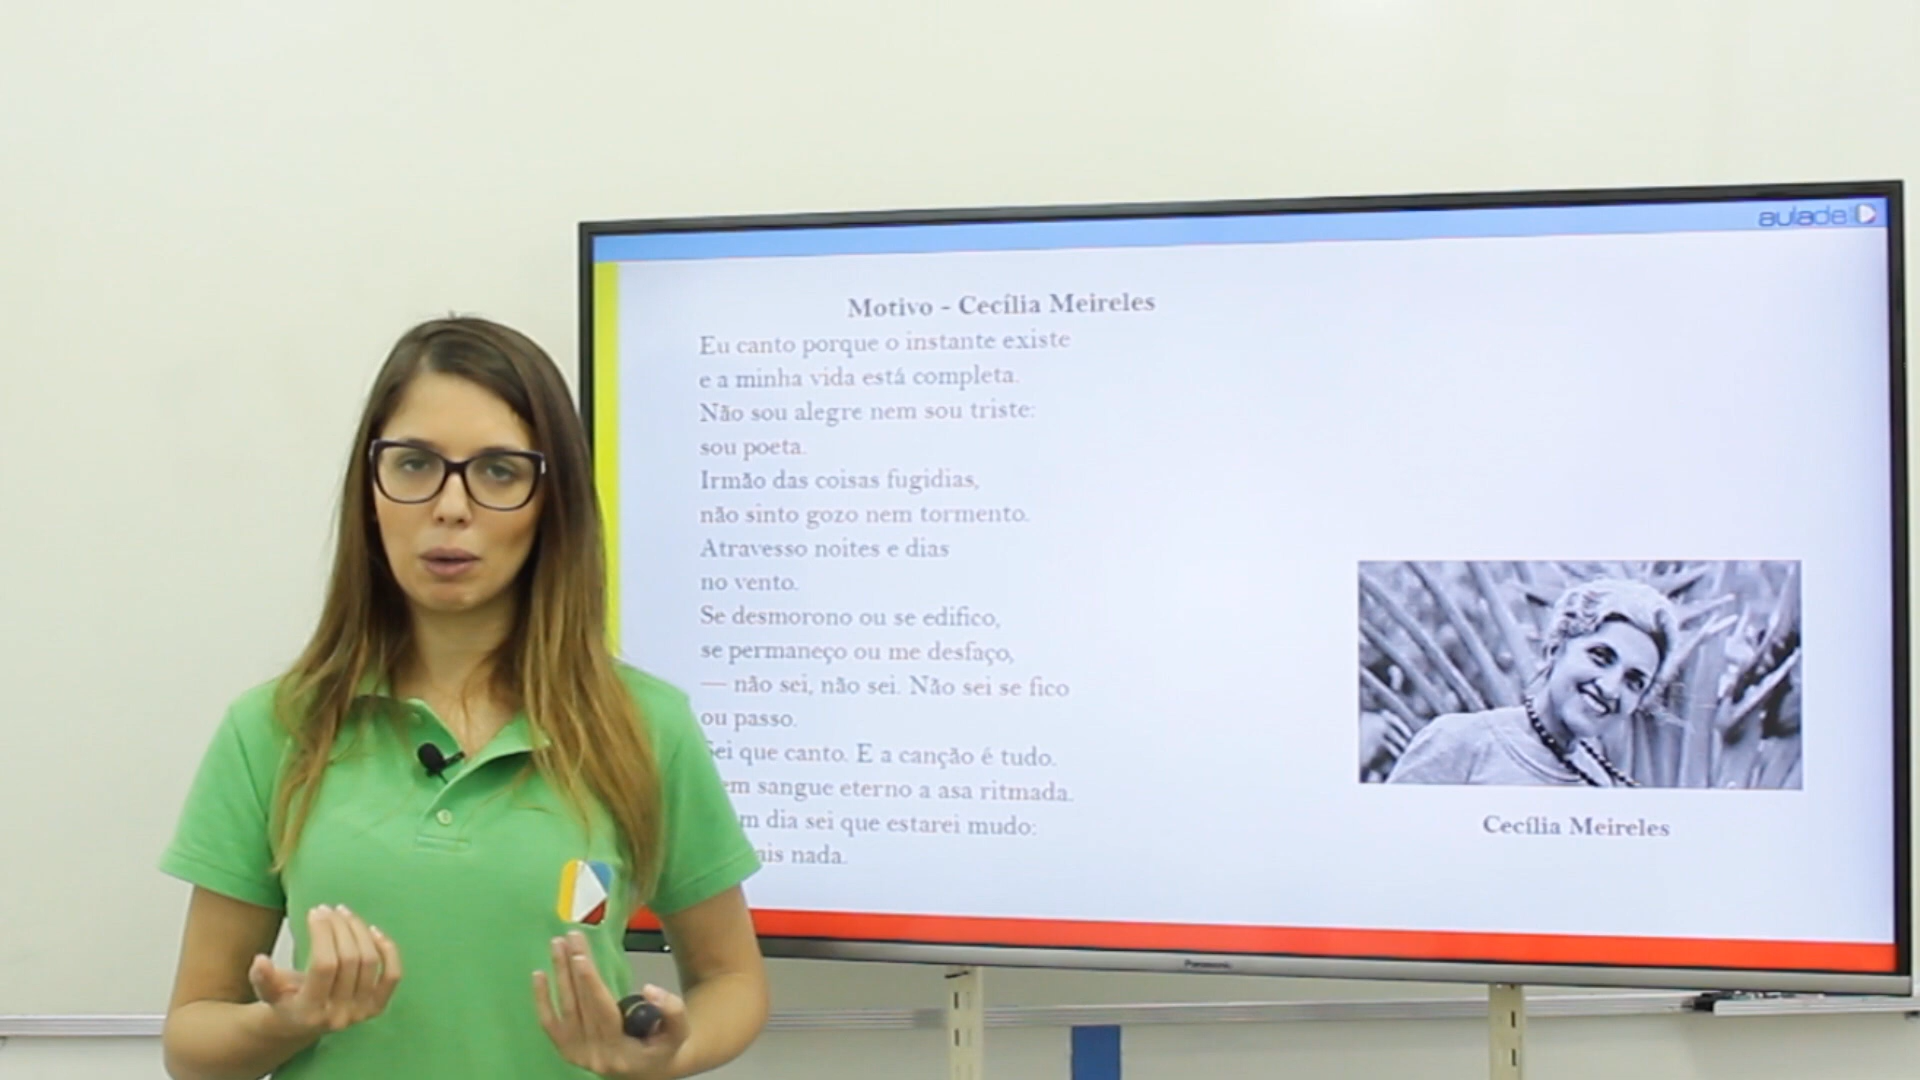 aulade
Motivo - Cecília Meireles
Eu canto porque o instante existe
e a minha vida está completa.
Não sou alegre nem sou triste:
sou poeta.
Irmão das coisas fugidias,
não sinto gozo nem tormento.
Atravesso noites e dias
no vento.
Se desmorono ou se edifico,
se permaneço ou me desfaço,
— não sei, não sei. Não sei se fico
ou passo.
Sei que canto. E a canção é tudo.
em sangue eterno a asa ritmada.
m dia sei que estarei mudo:
ais nada.
Cecília Meireles
Panasonic